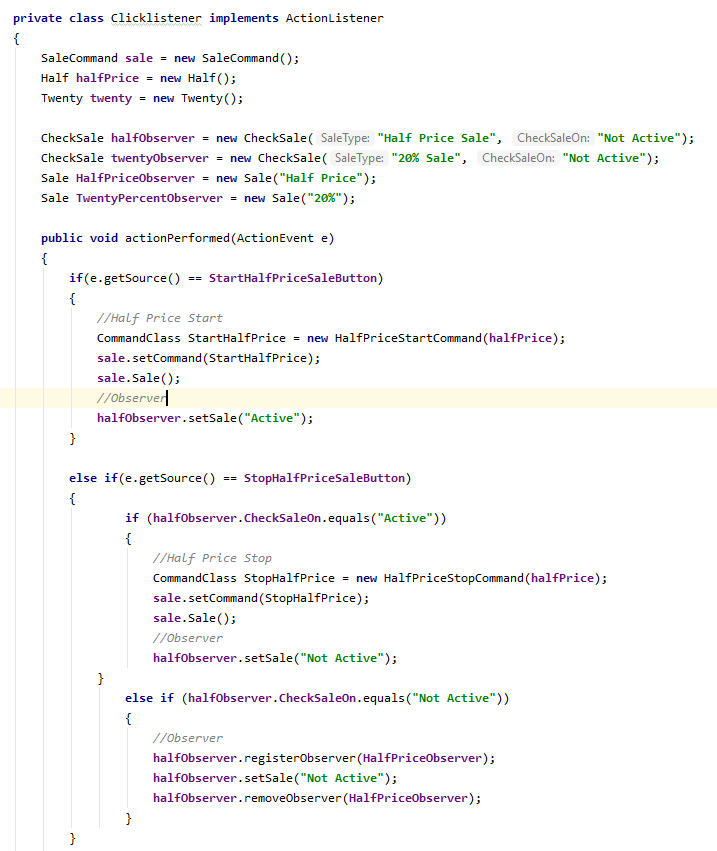 private class Clicklistener implements ActionListener
{
    SaleCommand sale = new SaleCommand();
    Half halfPrice = new Half();
    Twenty twenty = new Twenty();

    CheckSale halfObserver = new CheckSale( SaleType: "Half Price Sale", CheckSaleOn: "Not Active");
    CheckSale twentyObserver = new CheckSale( SaleType: "20% Sale", CheckSaleOn: "Not Active");
    Sale HalfPriceObserver = new Sale("Half Price");
    Sale TwentyPercentObserver = new Sale("20%");

    public void actionPerformed(ActionEvent e)
    {
        if(e.getSource() == StartHalfPriceSaleButton)
        {
            //Half Price Start
            CommandClass StartHalfPrice = new HalfPriceStartCommand(halfPrice);
            sale.setCommand(StartHalfPrice);
            sale.Sale();
            //Observer
            halfObserver.setSale("Active");
        }

        else if(e.getSource() == StopHalfPriceSaleButton)
        {
                if (halfObserver.CheckSaleOn.equals("Active"))
                {
                    //Half Price Stop
                    CommandClass StopHalfPrice = new HalfPriceStopCommand(halfPrice);
                    sale.setCommand(StopHalfPrice);
                    sale.Sale();
                    //Observer
                    halfObserver.setSale("Not Active");
            }
                else if (halfObserver.CheckSaleOn.equals("Not Active"))
                {
                    //Observer
                    halfObserver.registerObserver(HalfPriceObserver);
                    halfObserver.setSale("Not Active");
                    halfObserver.removeObserver(HalfPriceObserver);
                }
        }